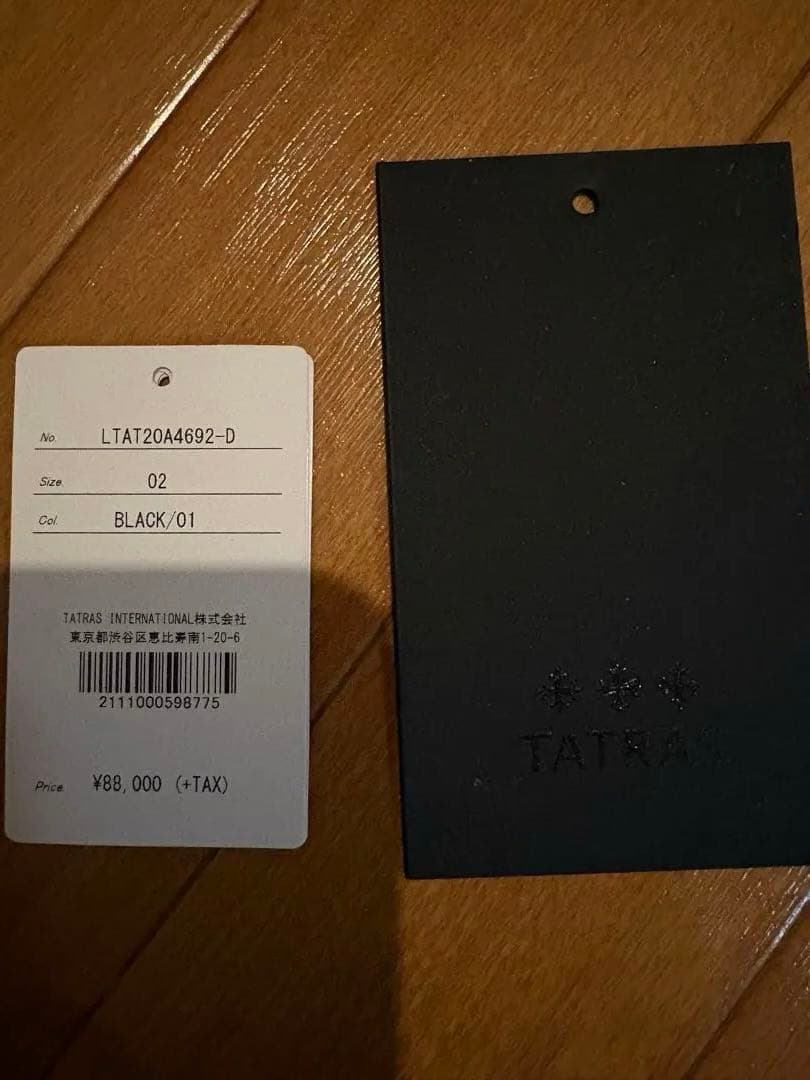 No. LTAT20A4692-D
Size. 02
Col. BLACK/01
TATRAS INTERNATIONAL株式会社
東京都渋谷区恵比寿南1-20-6
2111000598775
Price. ¥88,000 (+TAX)
TATRAS